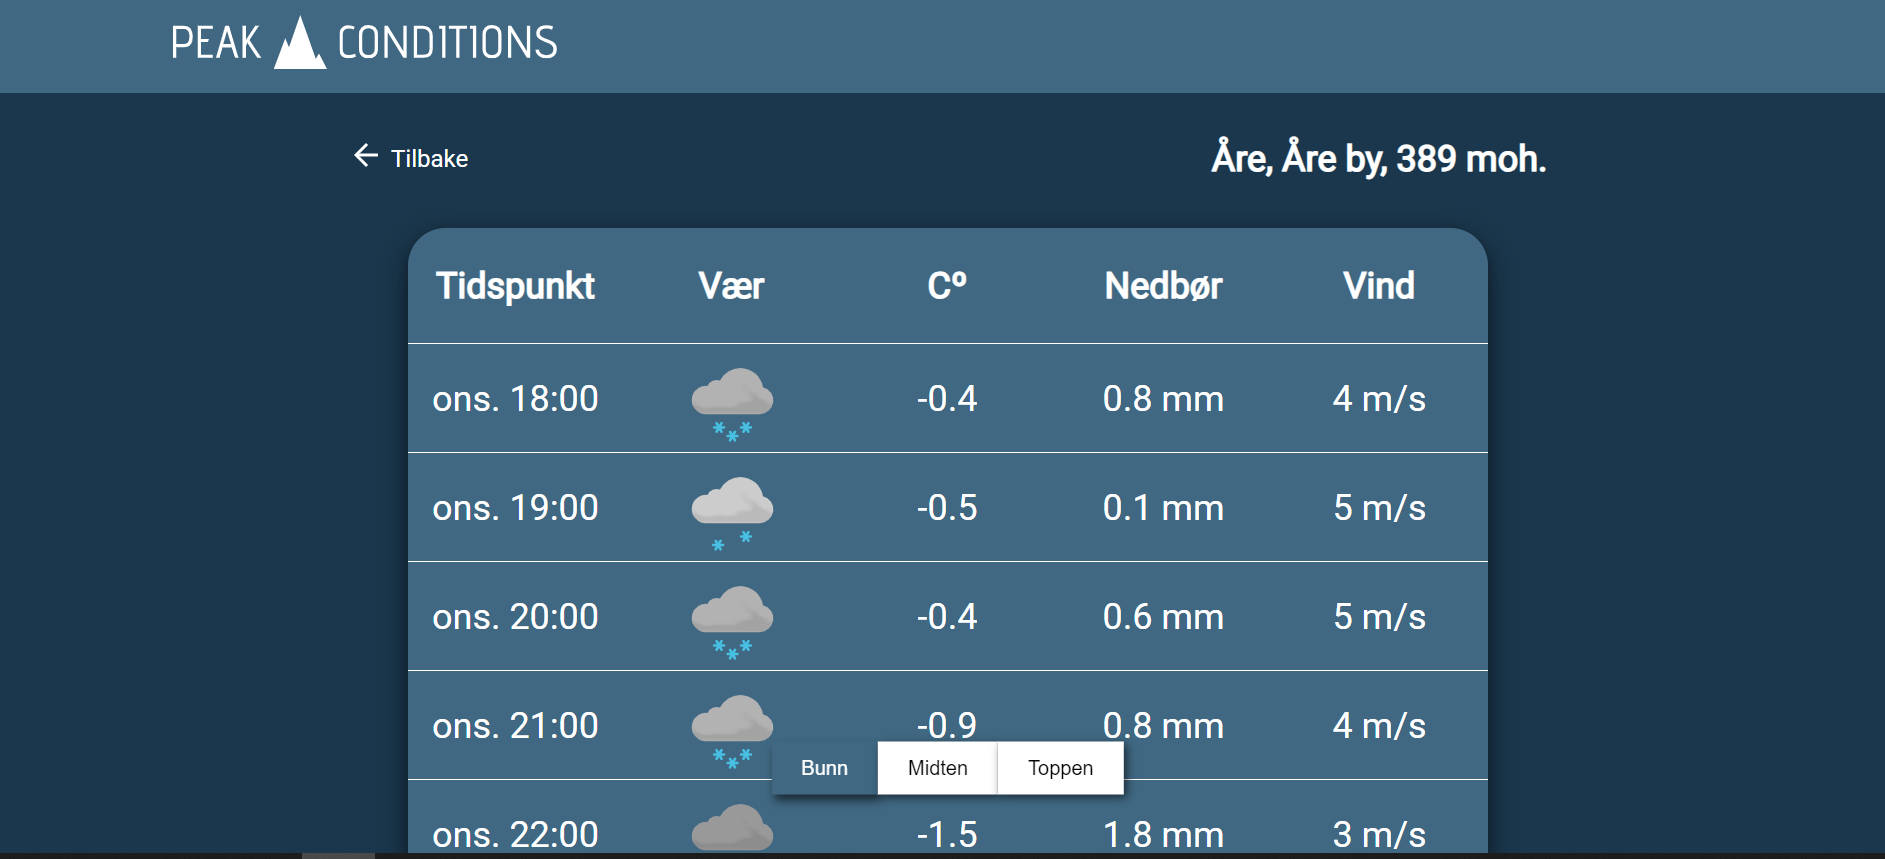 PEAK CONDITIONS
Tilbake
Åre, Åre by, 389 moh.
Tidspunkt Vær Cº Nedbør Vind
ons. 18:00 -0.4 0.8 mm 4 m/s
ons. 19:00 -0.5 0.1 mm 5 m/s
ons. 20:00 -0.4 0.6 mm 5 m/s
ons. 21:00 -0.9 0.8 mm 4 m/s
Bunn Midten Toppen
ons. 22:00 -1.5 1.8 mm 3 m/s